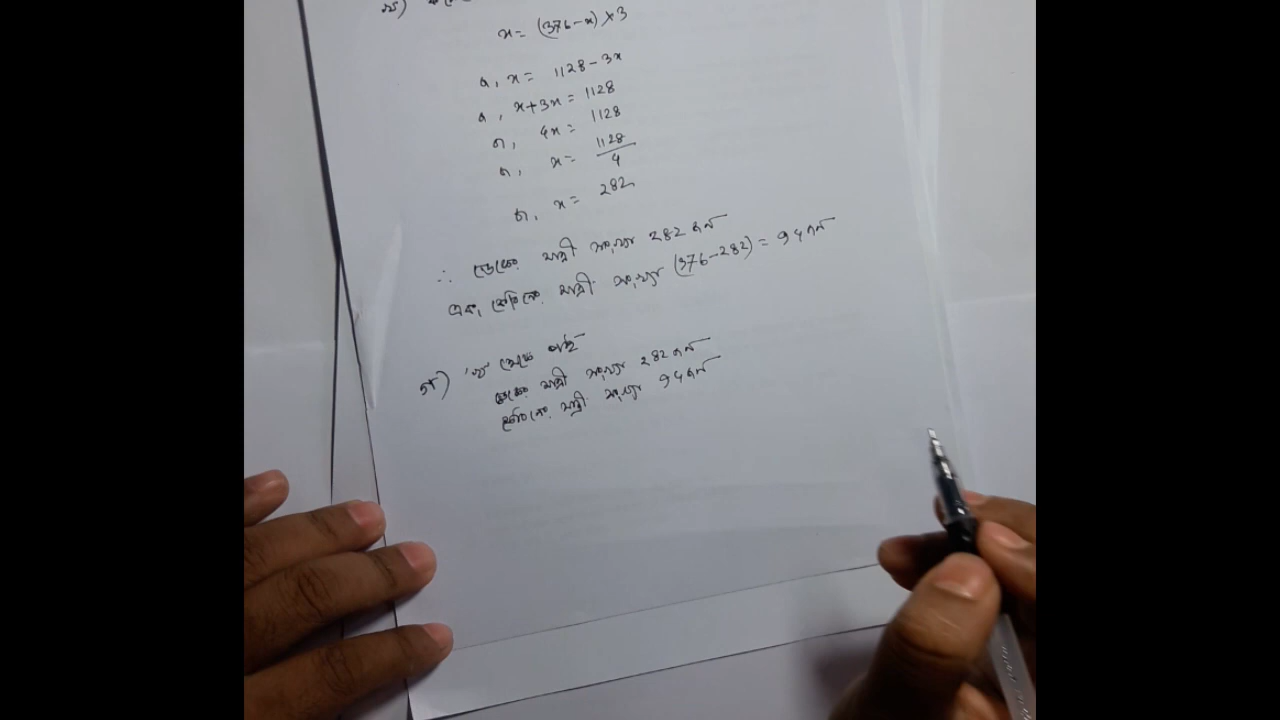 খ)
x = (376-x) ×3
বা, x = 1128 - 3x
বা, x+3x = 1128
বা, 4x = 1128
বা, x = 1128/4
বা, x = 282
∴ ডেকের যাত্রী সংখ্যা 282 জন
এবং কেবিনের যাত্রী সংখ্যা (376-282) = 94 জন
গ) 'খ' থেকে পাই
ডেকের যাত্রী সংখ্যা 282 জন
কেবিনের যাত্রী সংখ্যা 94 জন